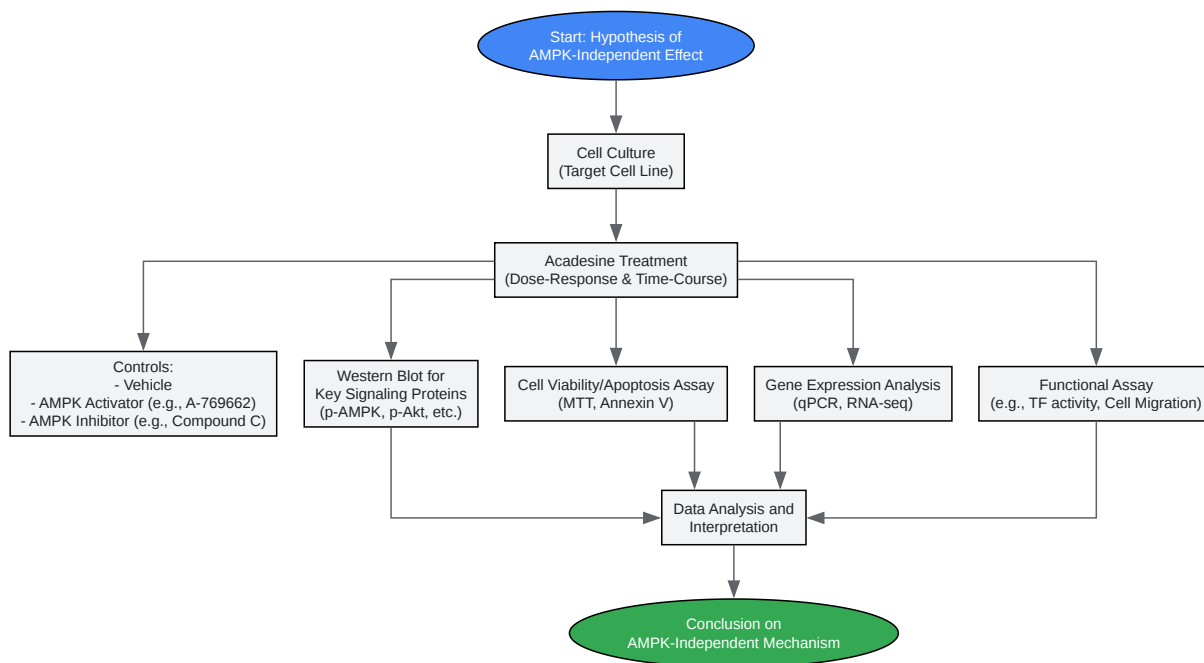 Start: Hypothesis of
AMPK-Independent Effect
Cell Culture
(Target Cell Line)
Acadesine Treatment
(Dose-Response & Time-Course)
Controls:
- Vehicle
- AMPK Activator (e.g., A-769662)
- AMPK Inhibitor (e.g., Compound C)
Western Blot for
Key Signaling Proteins
(p-AMPK, p-Akt, etc.)
Cell Viability/Apoptosis Assay
(MTT, Annexin V)
Gene Expression Analysis
(qPCR, RNA-seq)
Functional Assay
(e.g., TF activity, Cell Migration)
Data Analysis and
Interpretation
Conclusion on
AMPK-Independent Mechanism